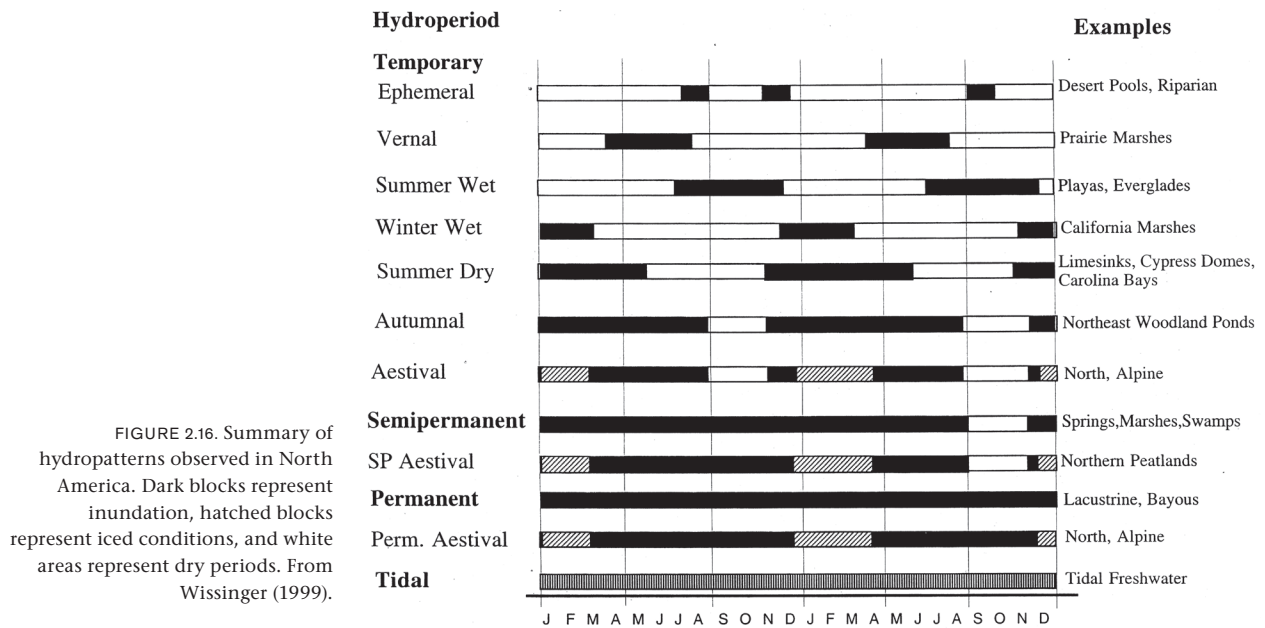 Hydroperiod
Examples
Temporary
Ephemeral
Desert Pools, Riparian
Vernal
Prairie Marshes
Summer Wet
Playas, Everglades
Winter Wet
California Marshes
Summer Dry
Limesinks, Cypress Domes,
Carolina Bays
Autumnal
Northeast Woodland Ponds
Aestival
North, Alpine
Semipermanent
Springs,Marshes,Swamps
SP Aestival
Northern Peatlands
Permanent
Lacustrine, Bayous
Perm. Aestival
North, Alpine
Tidal
Tidal Freshwater
J F M A M J J A S O N D J F M A M J J A S O N D
FIGURE 2.16. Summary of
hydropatterns observed in North
America. Dark blocks represent
inundation, hatched blocks
represent iced conditions, and white
areas represent dry periods. From
Wissinger (1999).